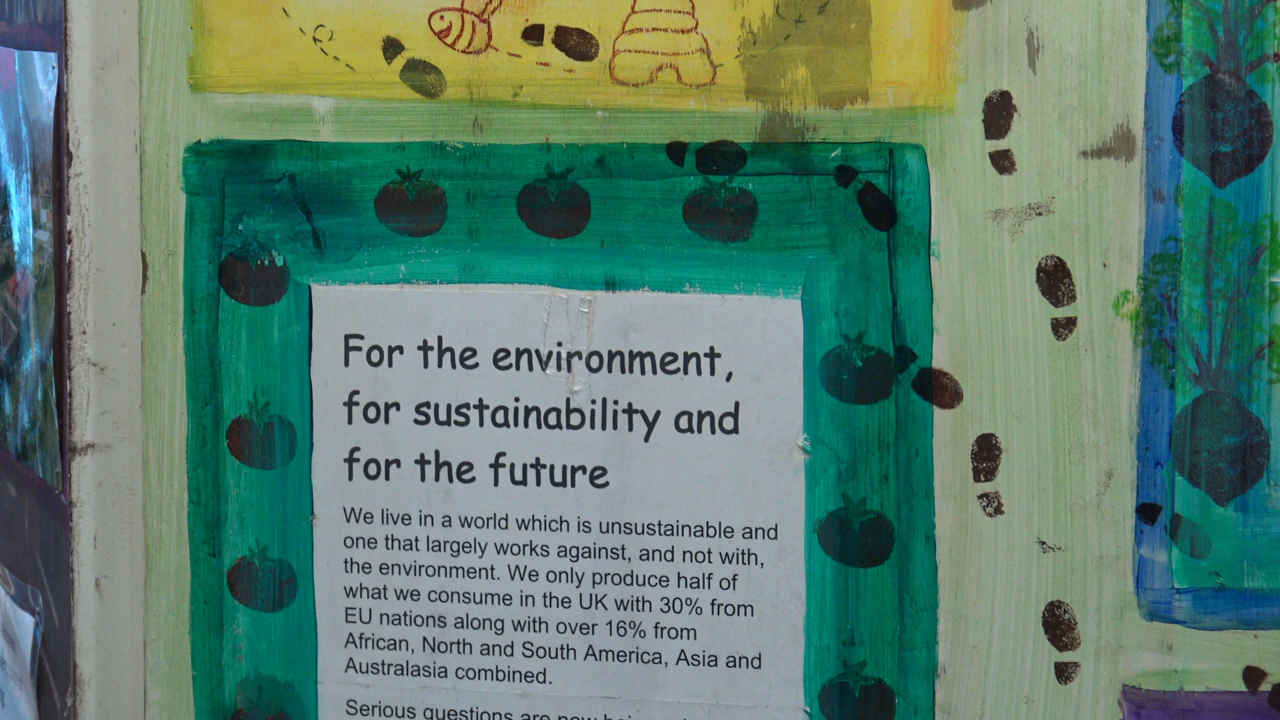 For the environment,
for sustainability and
for the future
We live in a world which is unsustainable and
one that largely works against, and not with,
the environment. We only produce half of
what we consume in the UK with 30% from
EU nations along with over 16% from
African, North and South America, Asia and
Australasia combined.
Serious questions are now